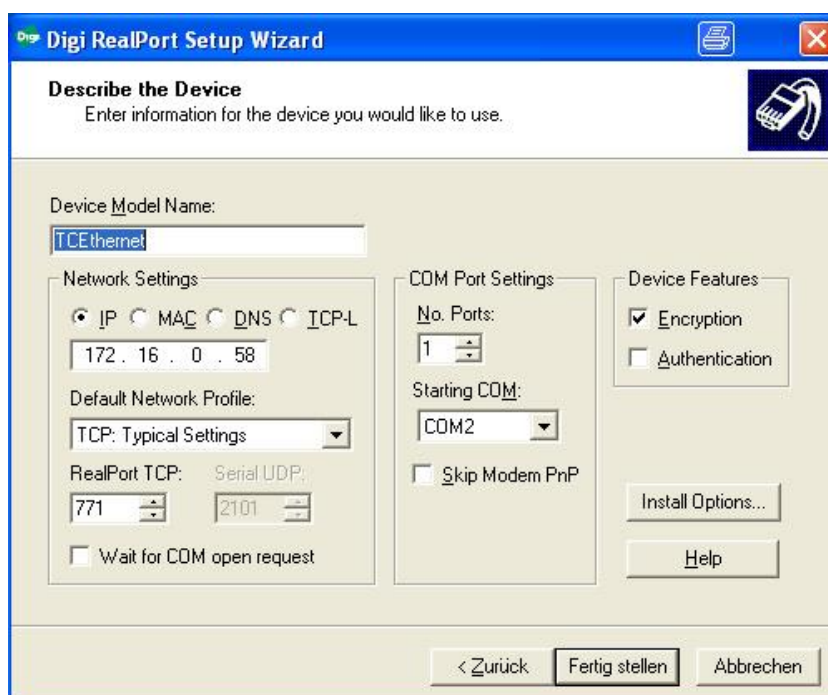 Digi Digi RealPort Setup Wizard
Describe the Device
Enter information for the device you would like to use.
Device Model Name:
TCEthernet
Network Settings
IP MAC DNS TCP-L
172 . 16 . 0 . 58
Default Network Profile:
TCP: Typical Settings
RealPort TCP: Serial UDP:
771 2101
Wait for COM open request
COM Port Settings
No. Ports:
1
Starting COM:
COM2
Skip Modem PnP
Device Features
Encryption
Authentication
Install Options...
Help
< Zurück Fertig stellen Abbrechen